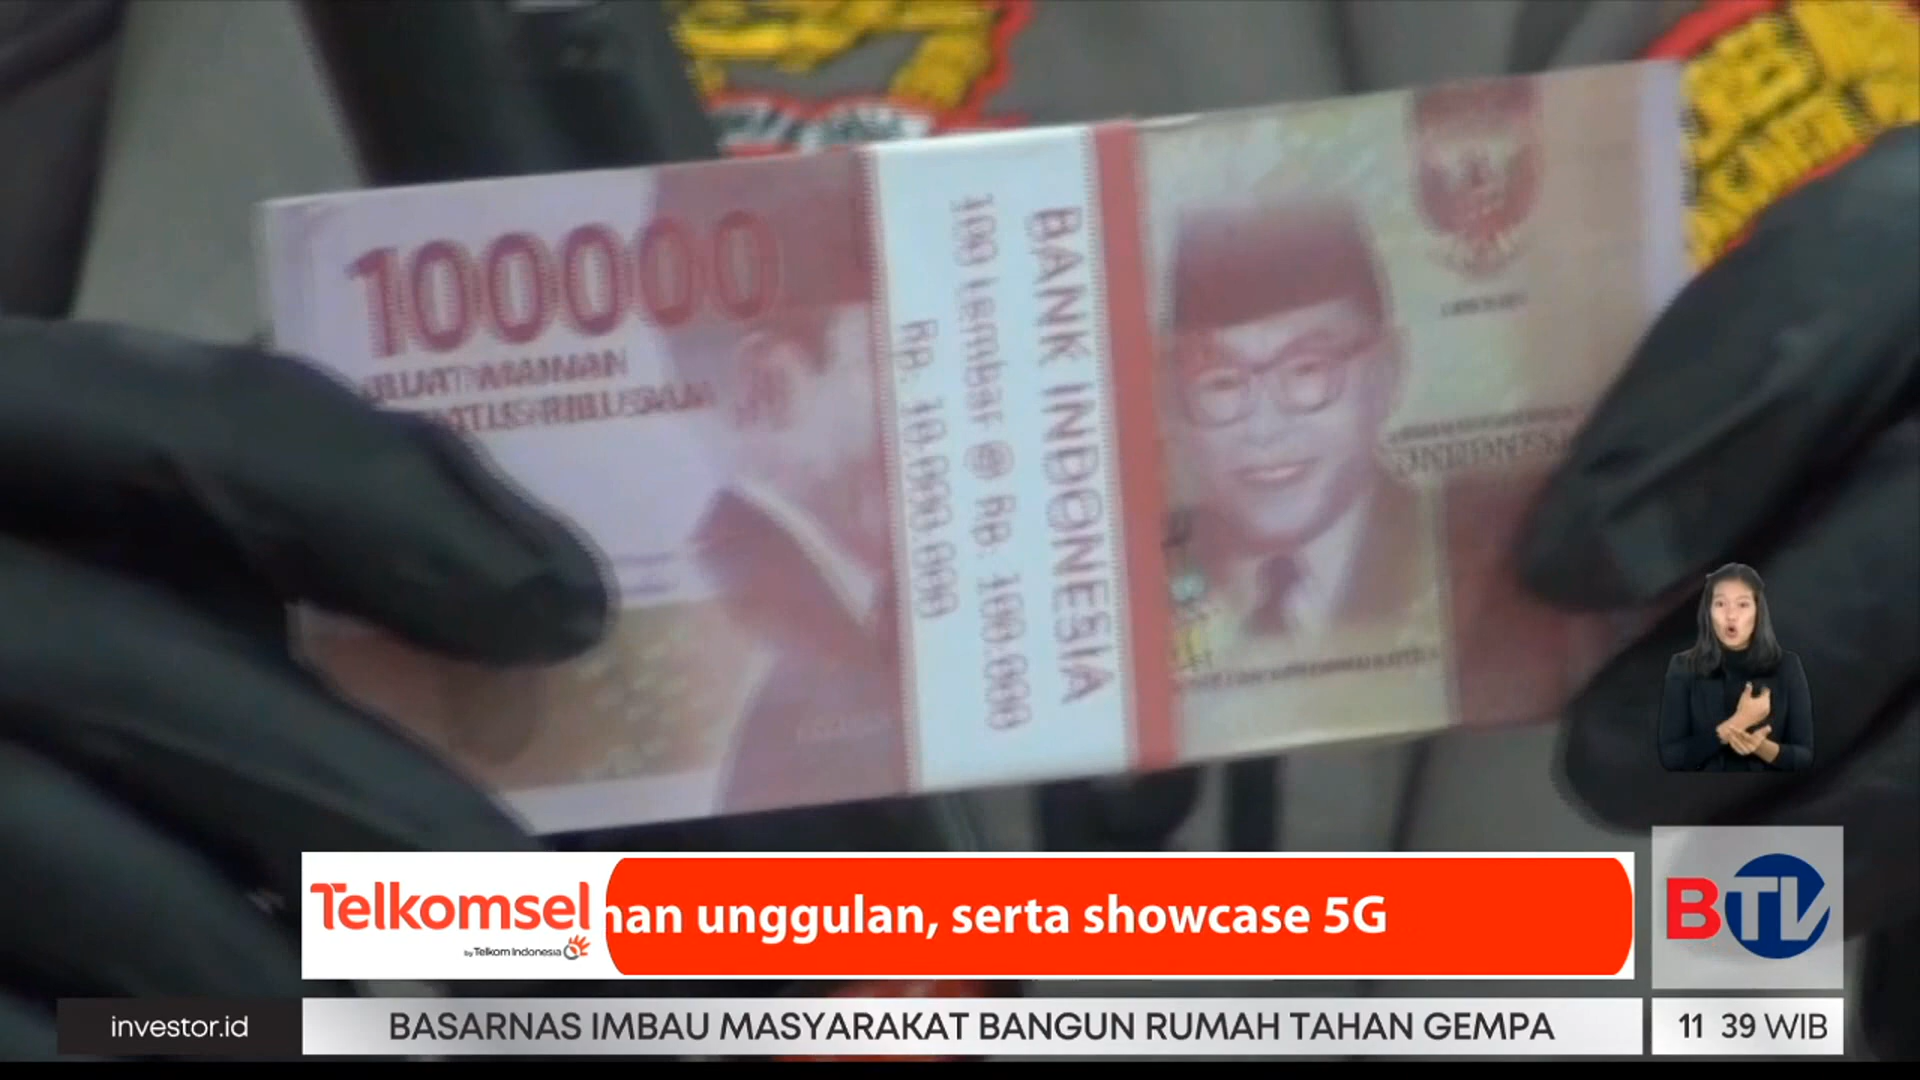 100000
BANK INDONESIA
100 lembar @ Rp. 100.000
Rp. 10.000.000
Telkomsel
by Telkom Indonesia
nan unggulan, serta showcase 5G
BTV
investor.id
BASARNAS IMBAU MASYARAKAT BANGUN RUMAH TAHAN GEMPA
11 39 WIB